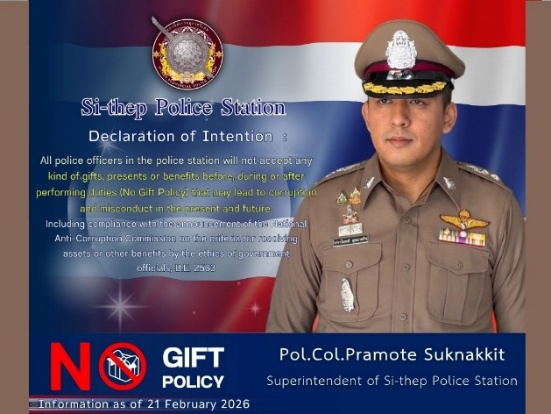 Si-thep Police Station
Declaration of Intention :
All police officers in the police station will not accept any
kind of gifts, presents or benefits before, during or after
performing duties (No Gift Policy) that may lead to corruption
and misconduct in the present and future
Including compliance with the announcement of the National
Anti-Corruption Commission on the criteria for receiving
assets or other benefits by the ethics of government
officials, B.E. 2563
NO GIFT
POLICY
Pol.Col.Pramote Suknakkit
Superintendent of Si-thep Police Station
Information as of 21 February 2026